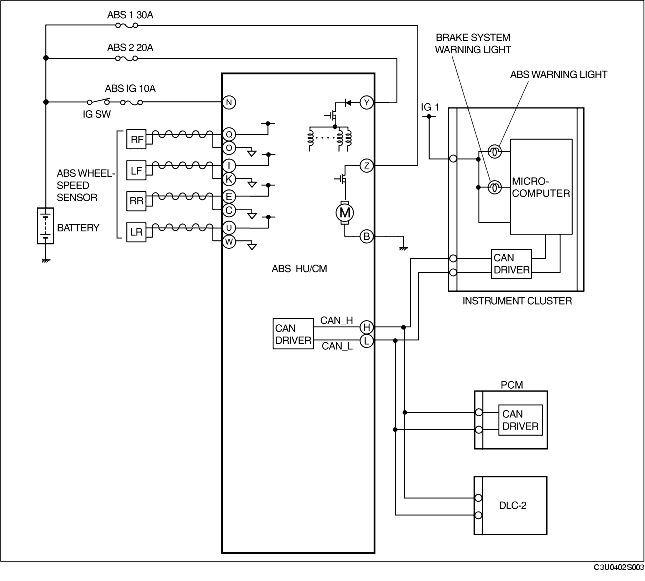 ABS 1 30A
ABS 2 20A
BRAKE SYSTEM
WARNING LIGHT
ABS WARNING LIGHT
ABS IG 10A
IG SW
N
Y
IG 1
RF
O
O
LF
I
K
Z
ABS WHEEL-
SPEED
SENSOR
RR
E
C
M
MICRO-
COMPUTER
BATTERY
LR
U
W
B
ABS HU/CM
CAN
DRIVER
INSTRUMENT CLUSTER
CAN
DRIVER
CAN_H
H
CAN_L
L
PCM
CAN
DRIVER
DLC-2
C3U0402S003